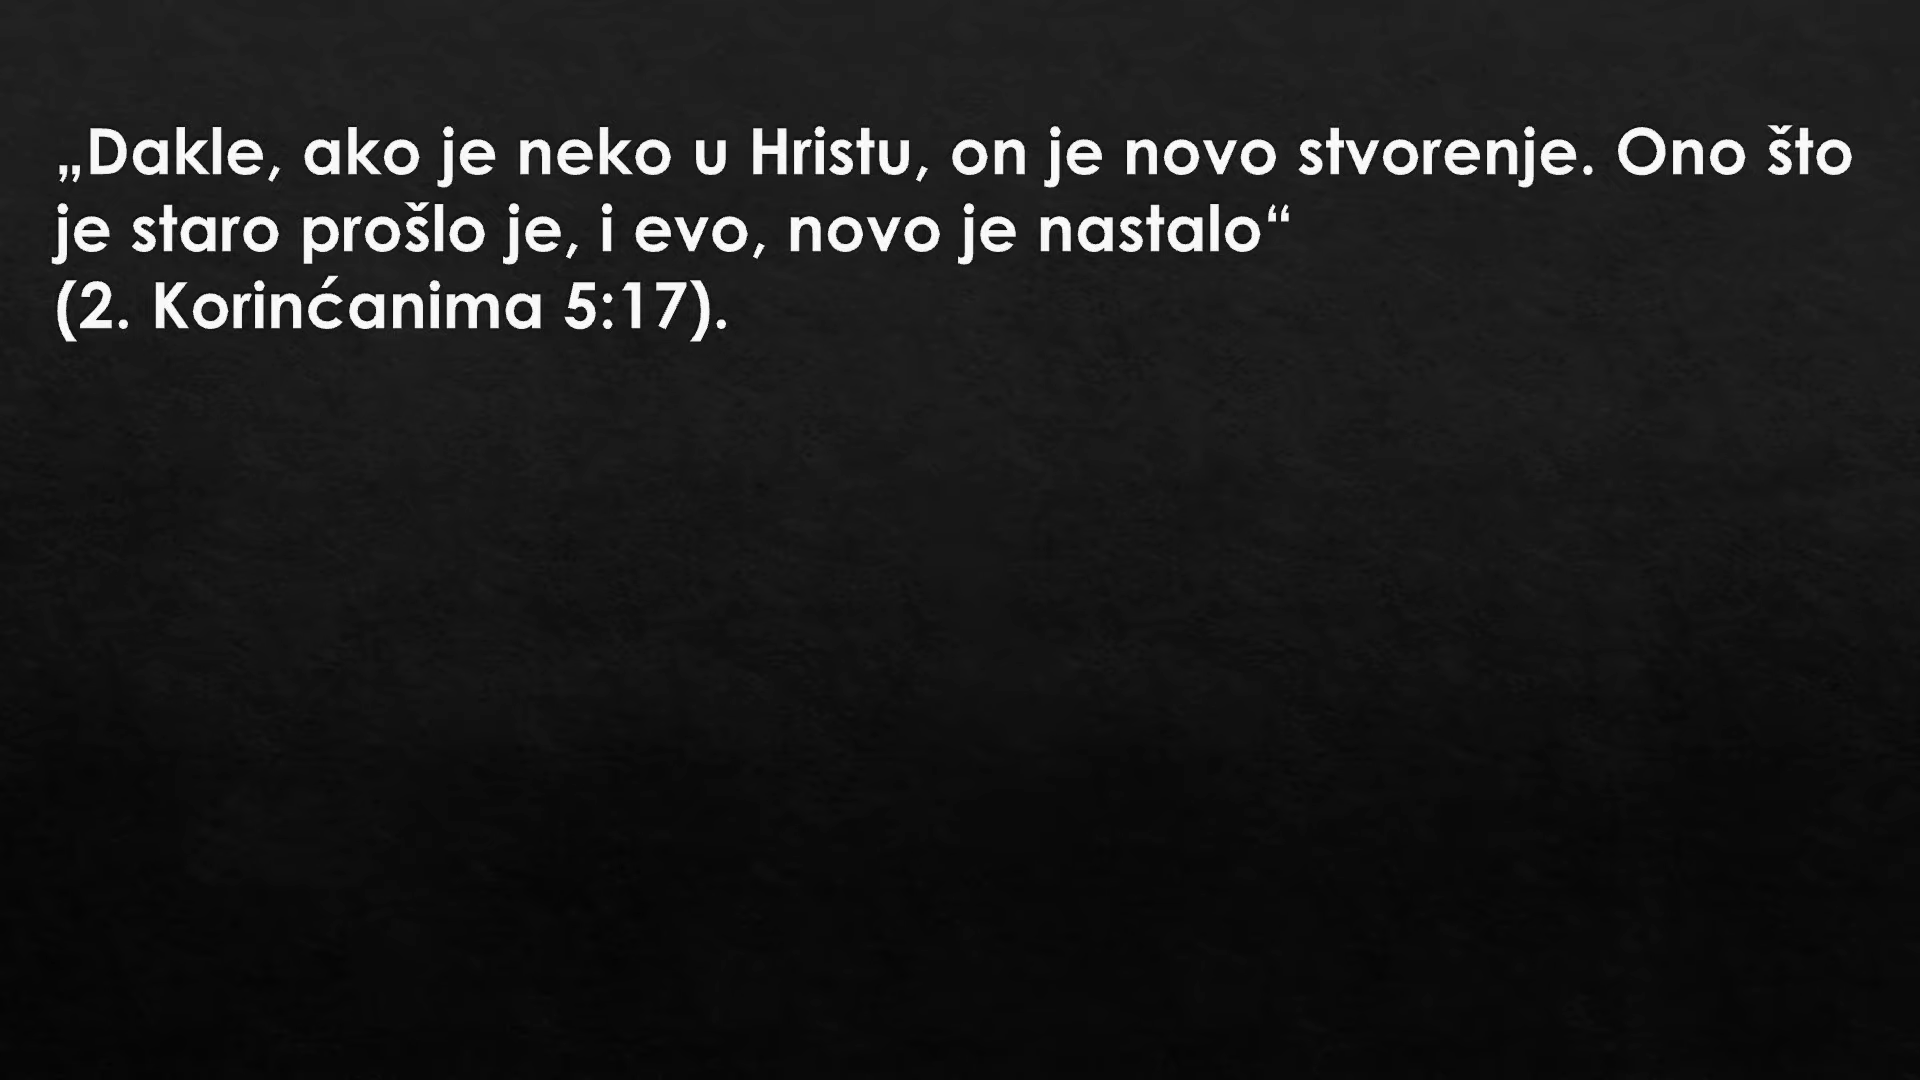 „Dakle, ako je neko u Hristu, on je novo stvorenje. Ono što
je staro prošlo je, i evo, novo je nastalo“
(2. Korinćanima 5:17).